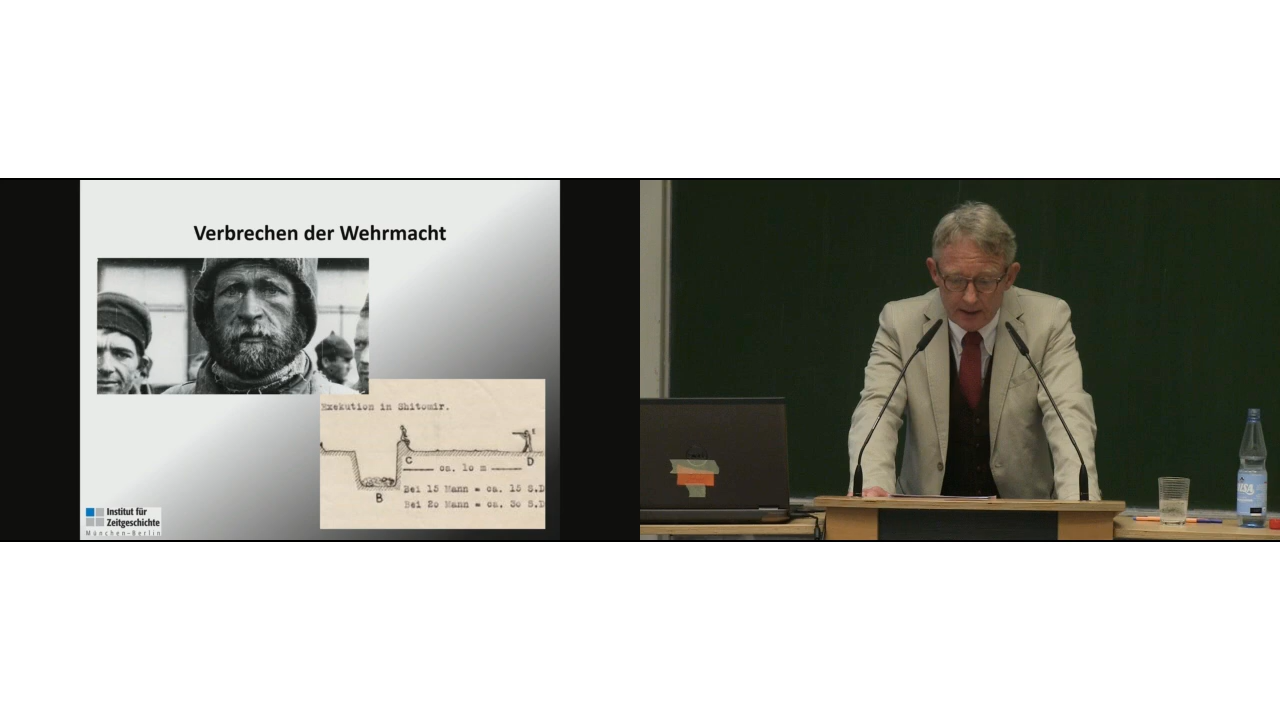 Verbrechen der Wehrmacht
Exekution in Shitomir.
E
C
ca. 10 m
D
B
Bei 15 Mann = ca. 15 S.D
Bei 20 Mann = ca. 30 S.D
Institut für
Zeitgeschichte
München-Berlin